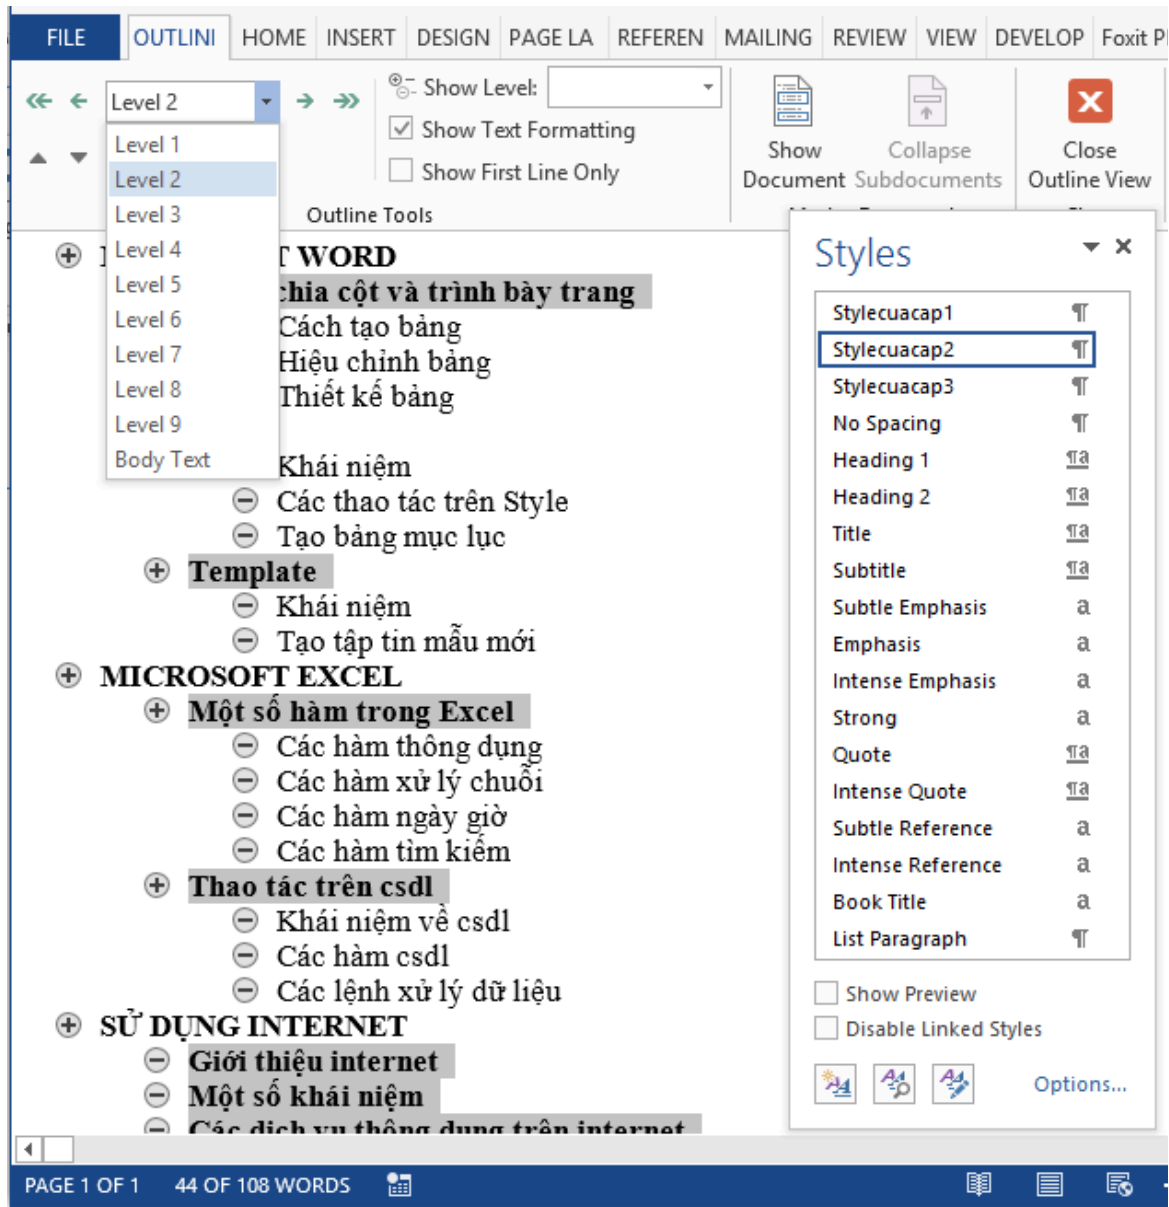 FILE OUTLINI HOME INSERT DESIGN PAGE LA REFEREN MAILING REVIEW VIEW DEVELOP Foxit
Level 2
Show Level:
Show Text Formatting
Show First Line Only
Outline Tools
Show Document
Collapse Subdocuments
Close Outline View
Level 1
Level 2
Level 3
Level 4
Level 5
Level 6
Level 7
Level 8
Level 9
Body Text
WORD
chia cột và trình bày trang
Cách tạo bảng
Hiệu chỉnh bảng
Thiết kế bảng
Khái niệm
Các thao tác trên Style
Tạo bảng mục lục
Template
Khái niệm
Tạo tập tin mẫu mới
MICROSOFT EXCEL
Một số hàm trong Excel
Các hàm thông dụng
Các hàm xử lý chuỗi
Các hàm ngày giờ
Các hàm tìm kiếm
Thao tác trên csdl
Khái niệm về csdl
Các hàm csdl
Các lệnh xử lý dữ liệu
SỬ DỤNG INTERNET
Giới thiệu internet
Một số khái niệm
Các dịch vụ thông dụng trên internet
Styles
Stylecuacap1
Stylecuacap2
Stylecuacap3
No Spacing
Heading 1
Heading 2
Title
Subtitle
Subtle Emphasis
Emphasis
Intense Emphasis
Strong
Quote
Intense Quote
Subtle Reference
Intense Reference
Book Title
List Paragraph
Show Preview
Disable Linked Styles
Options...
PAGE 1 OF 1 44 OF 108 WORDS